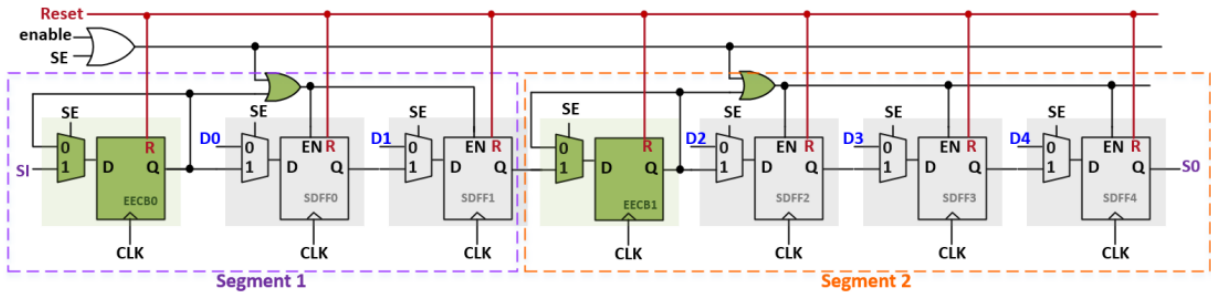 Reset
enable
SE
SE SE SE SE SE SE SE
D0 D1 D2 D3 D4
0 R 0 EN R 0 EN R 0 R 0 EN R 0 EN R 0 EN R
SI 1 D Q 1 D Q 1 D Q 1 D Q 1 D Q 1 D Q 1 D Q S0
EECB0 SDFF0 SDFF1 EECB1 SDFF2 SDFF3 SDFF4
CLK CLK CLK CLK CLK CLK CLK
Segment 1 Segment 2